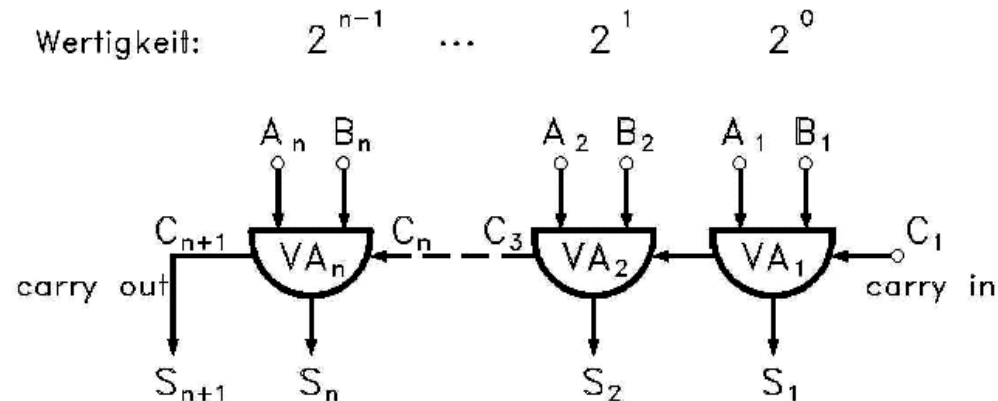 Wertigkeit: 2^{n-1} ... 2^1 2^0
A_n B_n A_2 B_2 A_1 B_1
C_{n+1} C_n C_3 C_1
VA_n VA_2 VA_1
carry out carry in
S_{n+1} S_n S_2 S_1